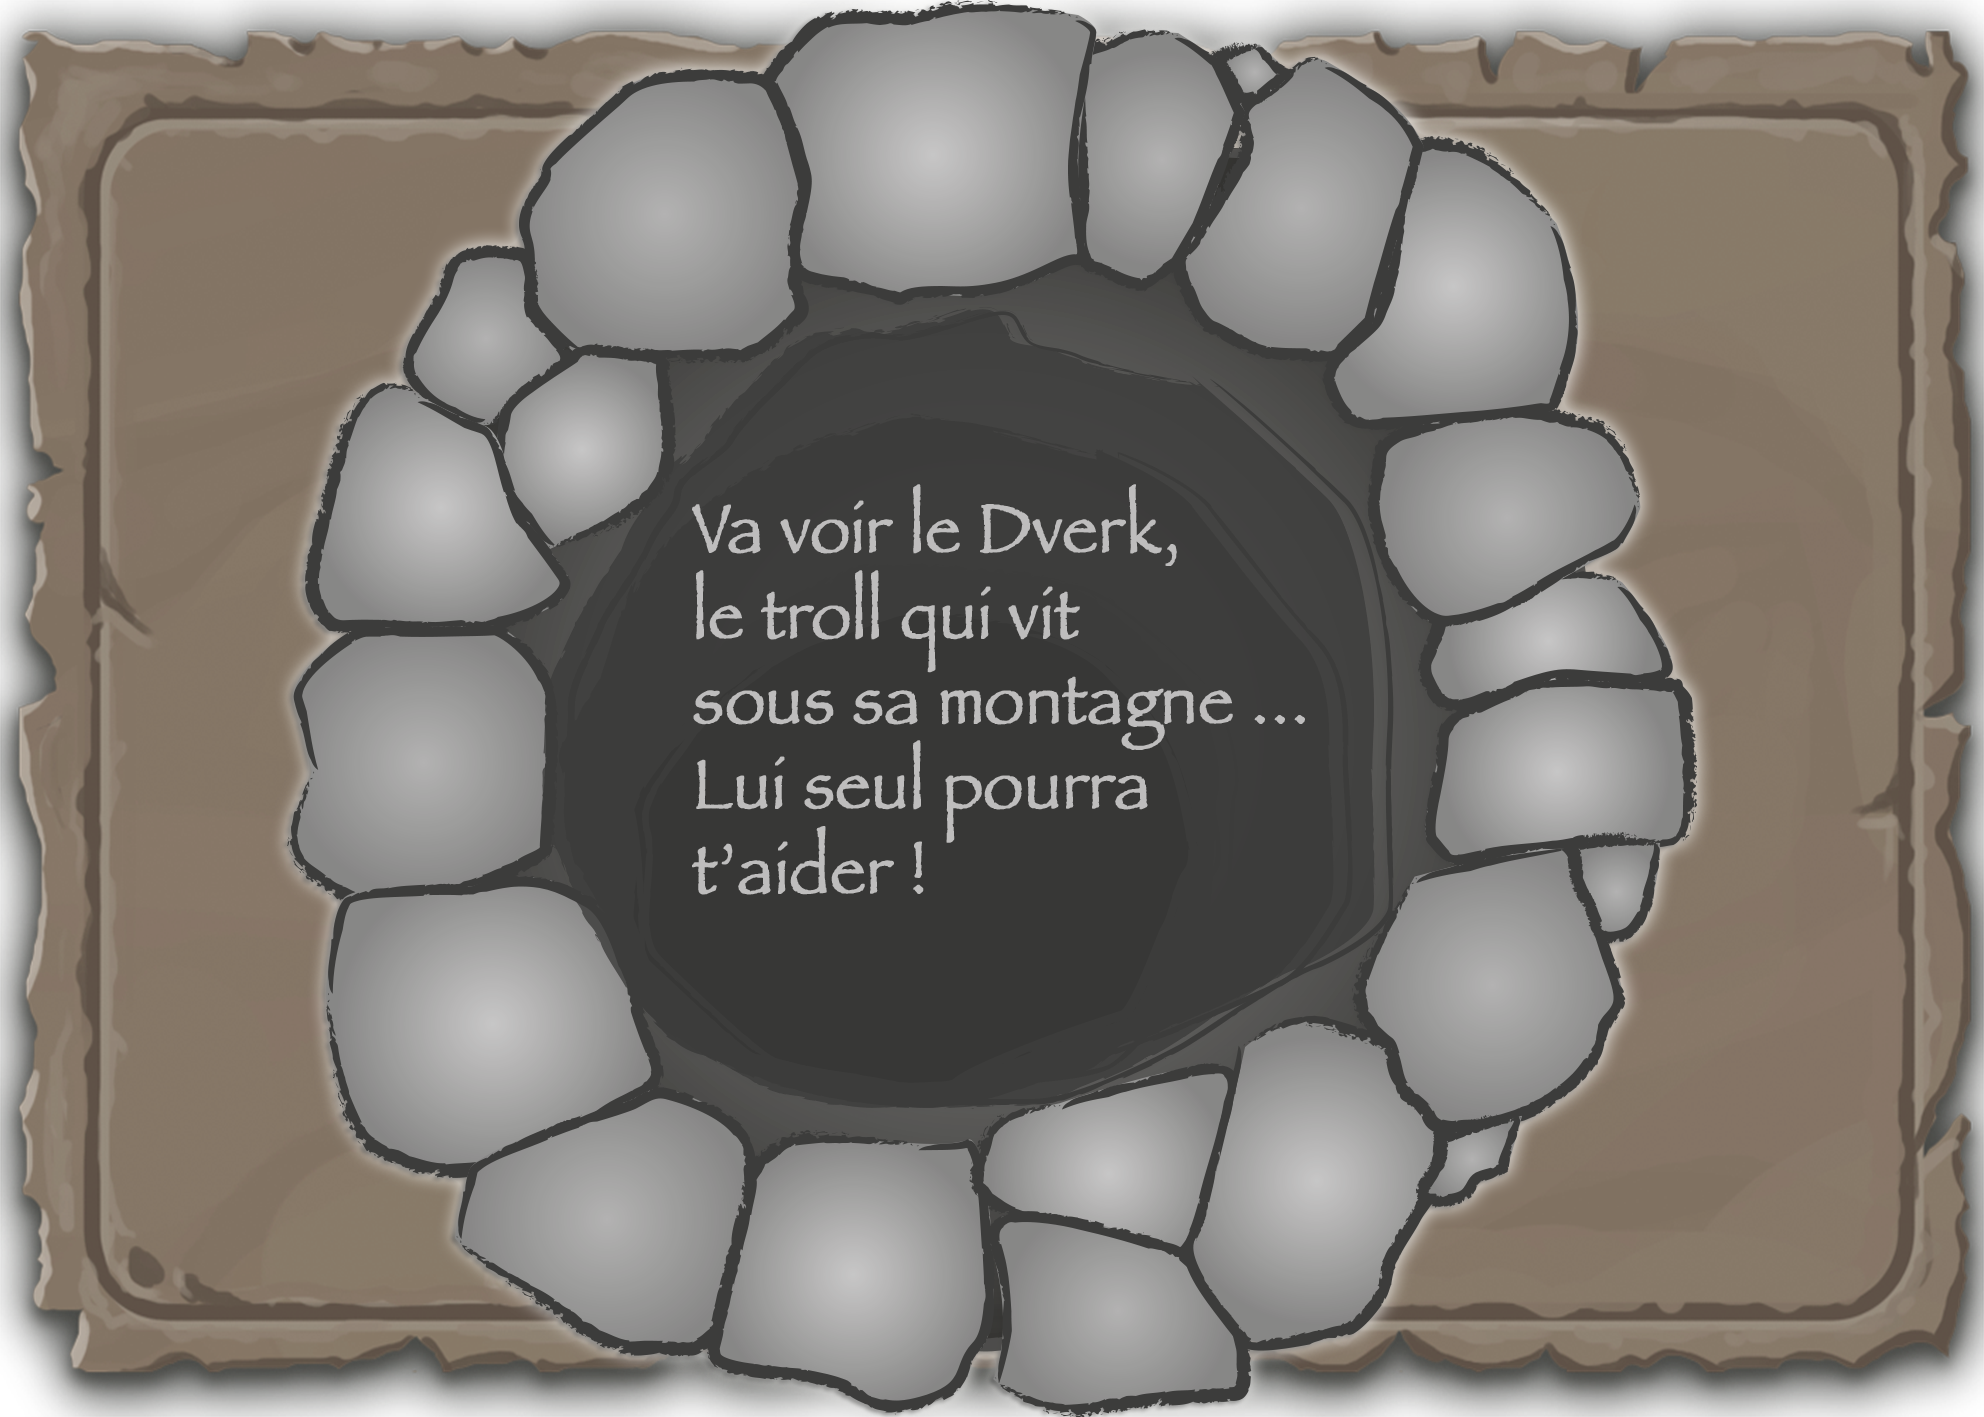 Va voir le Dverk,
le troll qui vit
sous sa montagne ...
Lui seul pourra
t’aider !